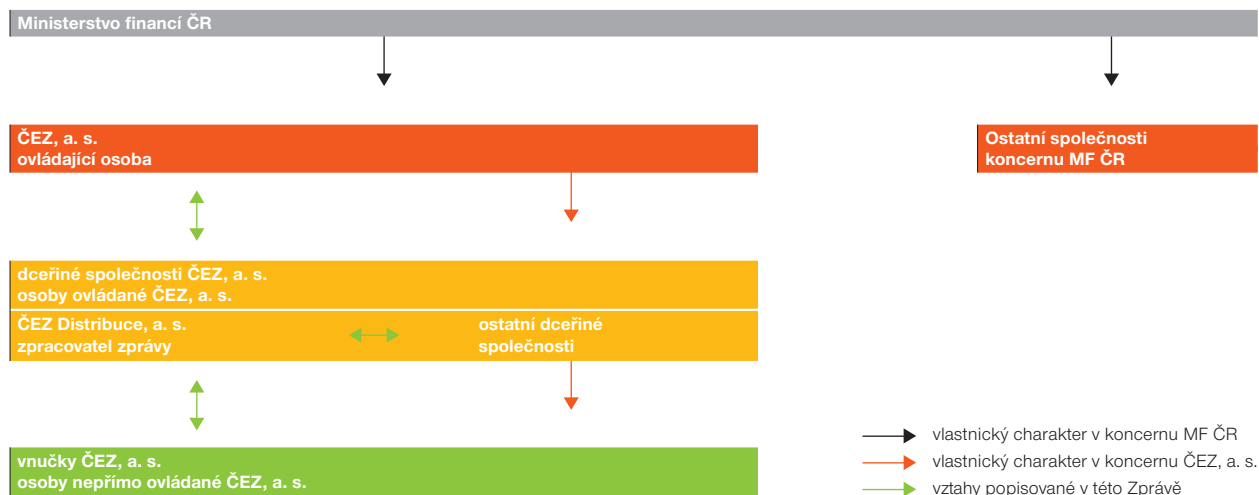 Ministerstvo financí ČR
ČEZ, a. s.
ovládající osoba
Ostatní společnosti
koncernu MF ČR
dceřiné společnosti ČEZ, a. s.
osoby ovládané ČEZ, a. s.
ČEZ Distribuce, a. s.
zpracovatel zprávy
ostatní dceřiné
společnosti
vnučky ČEZ, a. s.
osoby nepřímo ovládané ČEZ, a. s.
vlastnický charakter v koncernu MF ČR
vlastnický charakter v koncernu ČEZ, a. s.
vztahy popisované v této Zprávě